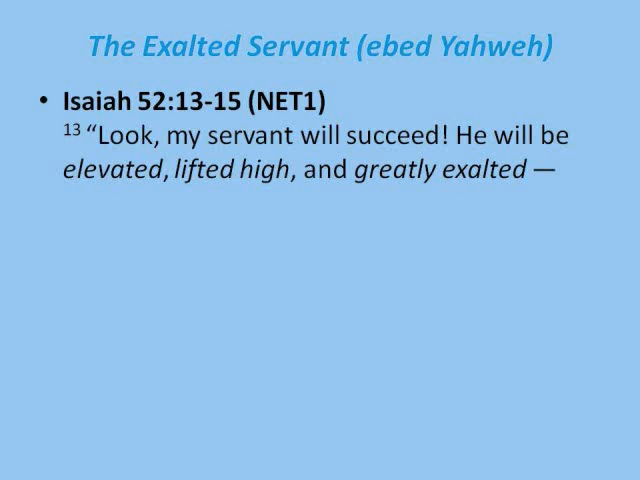 The Exalted Servant (ebed Yahweh)
• Isaiah 52:13-15 (NET1)
13 “Look, my servant will succeed! He will be
elevated, lifted high, and greatly exalted —